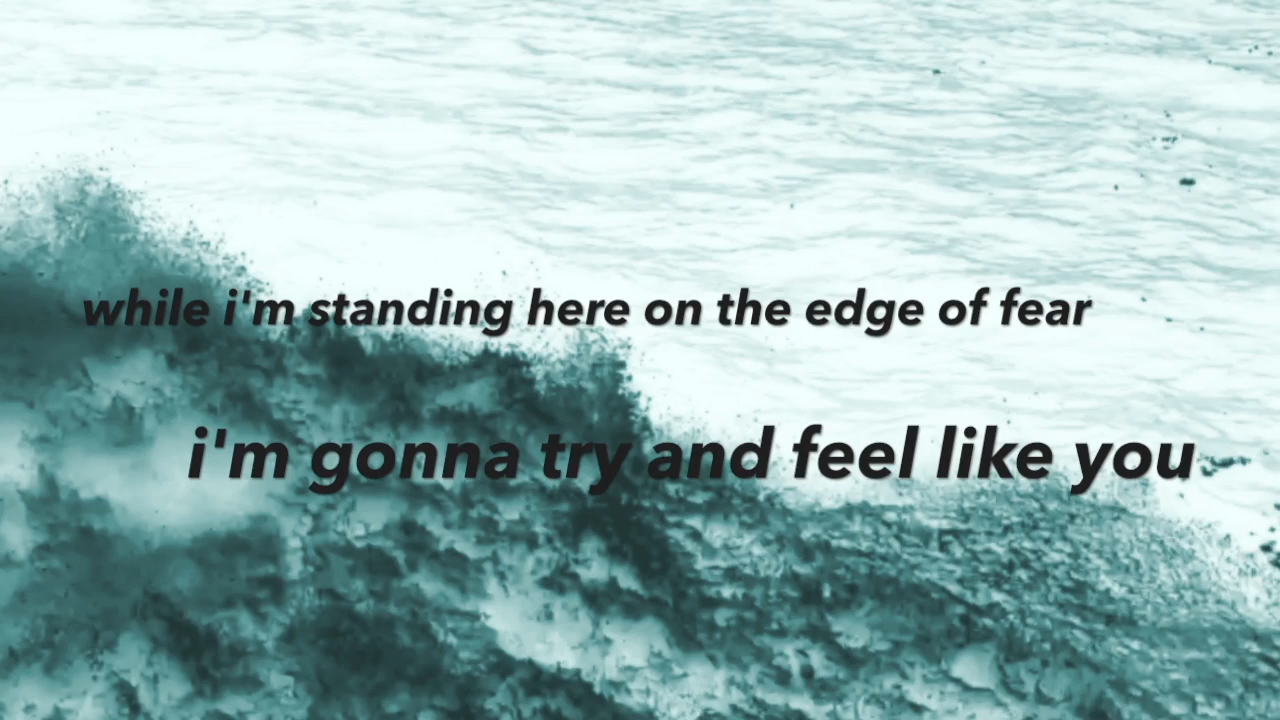 while i'm standing here on the edge of fear
i'm gonna try and feel like you